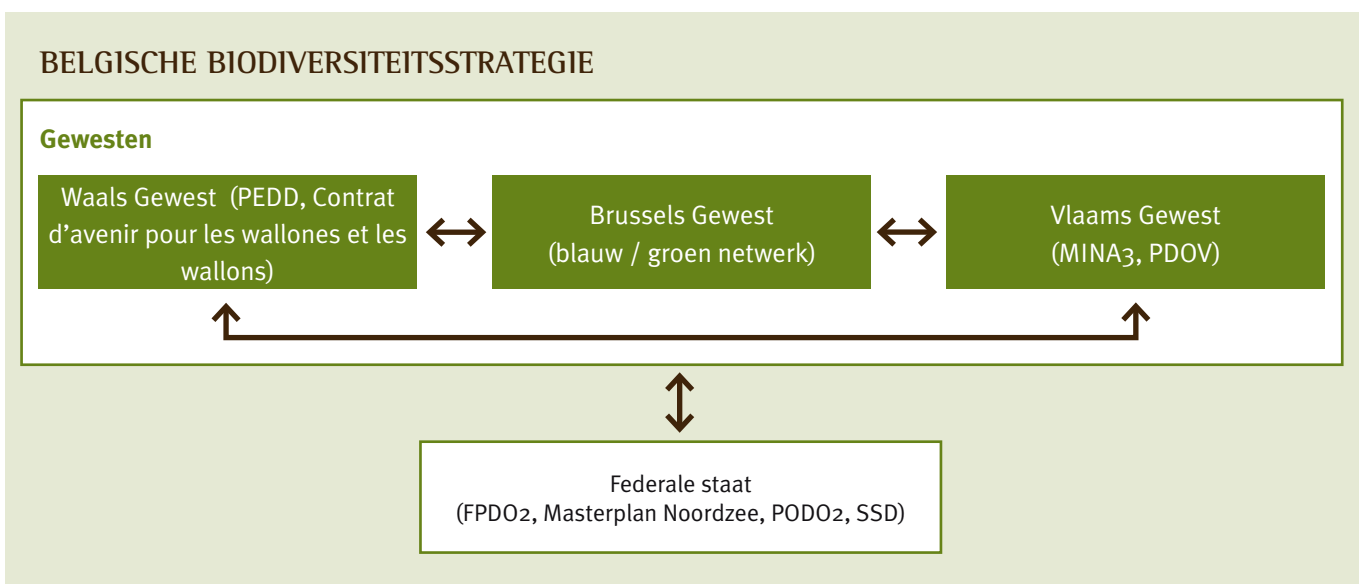 BELGISCHE BIODIVERSITEITSSTRATEGIE
Gewesten
Waals Gewest (PEDD, Contrat
d’avenir pour les wallones et les
wallons)
Brussels Gewest
(blauw / groen netwerk)
Vlaams Gewest
(MINA3, PDOV)
Federale staat
(FPDO2, Masterplan Noordzee, PODO2, SSD)